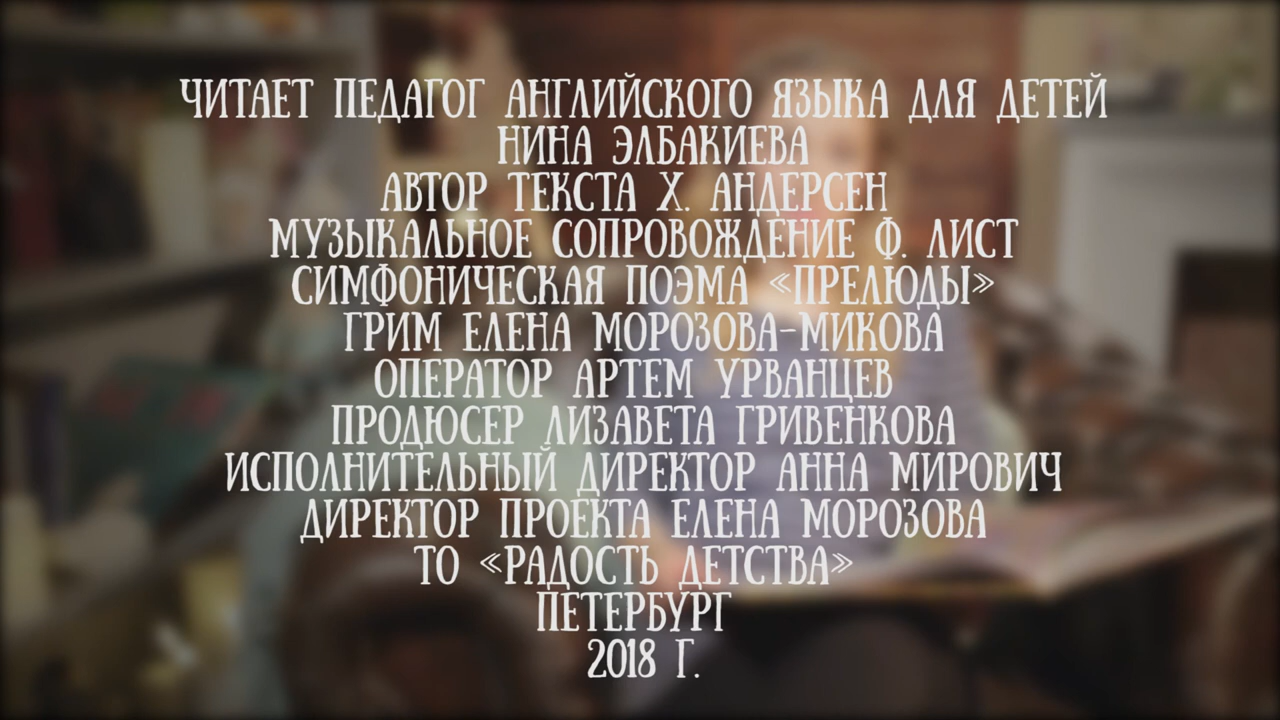 ЧИТАЕТ ПЕДАГОГ АНГЛИЙСКОГО ЯЗЫКА ДЛЯ ДЕТЕЙ
НИНА ЭЛБАКИЕВА
АВТОР ТЕКСТА Х. АНДЕРСЕН
МУЗЫКАЛЬНОЕ СОПРОВОЖДЕНИЕ Ф. ЛИСТ
СИМФОНИЧЕСКАЯ ПОЭМА «ПРЕЛЮДЫ»
ГРИМ ЕЛЕНА МОРОЗОВА-МИКОВА
ОПЕРАТОР АРТЕМ УРВАНЦЕВ
ПРОДЮСЕР ЛИЗАВЕТА ГРИВЕНКОВА
ИСПОЛНИТЕЛЬНЫЙ ДИРЕКТОР АННА МИРОВИЧ
ДИРЕКТОР ПРОЕКТА ЕЛЕНА МОРОЗОВА
ТО «РАДОСТЬ ДЕТСТВА»
ПЕТЕРБУРГ
2018 Г.